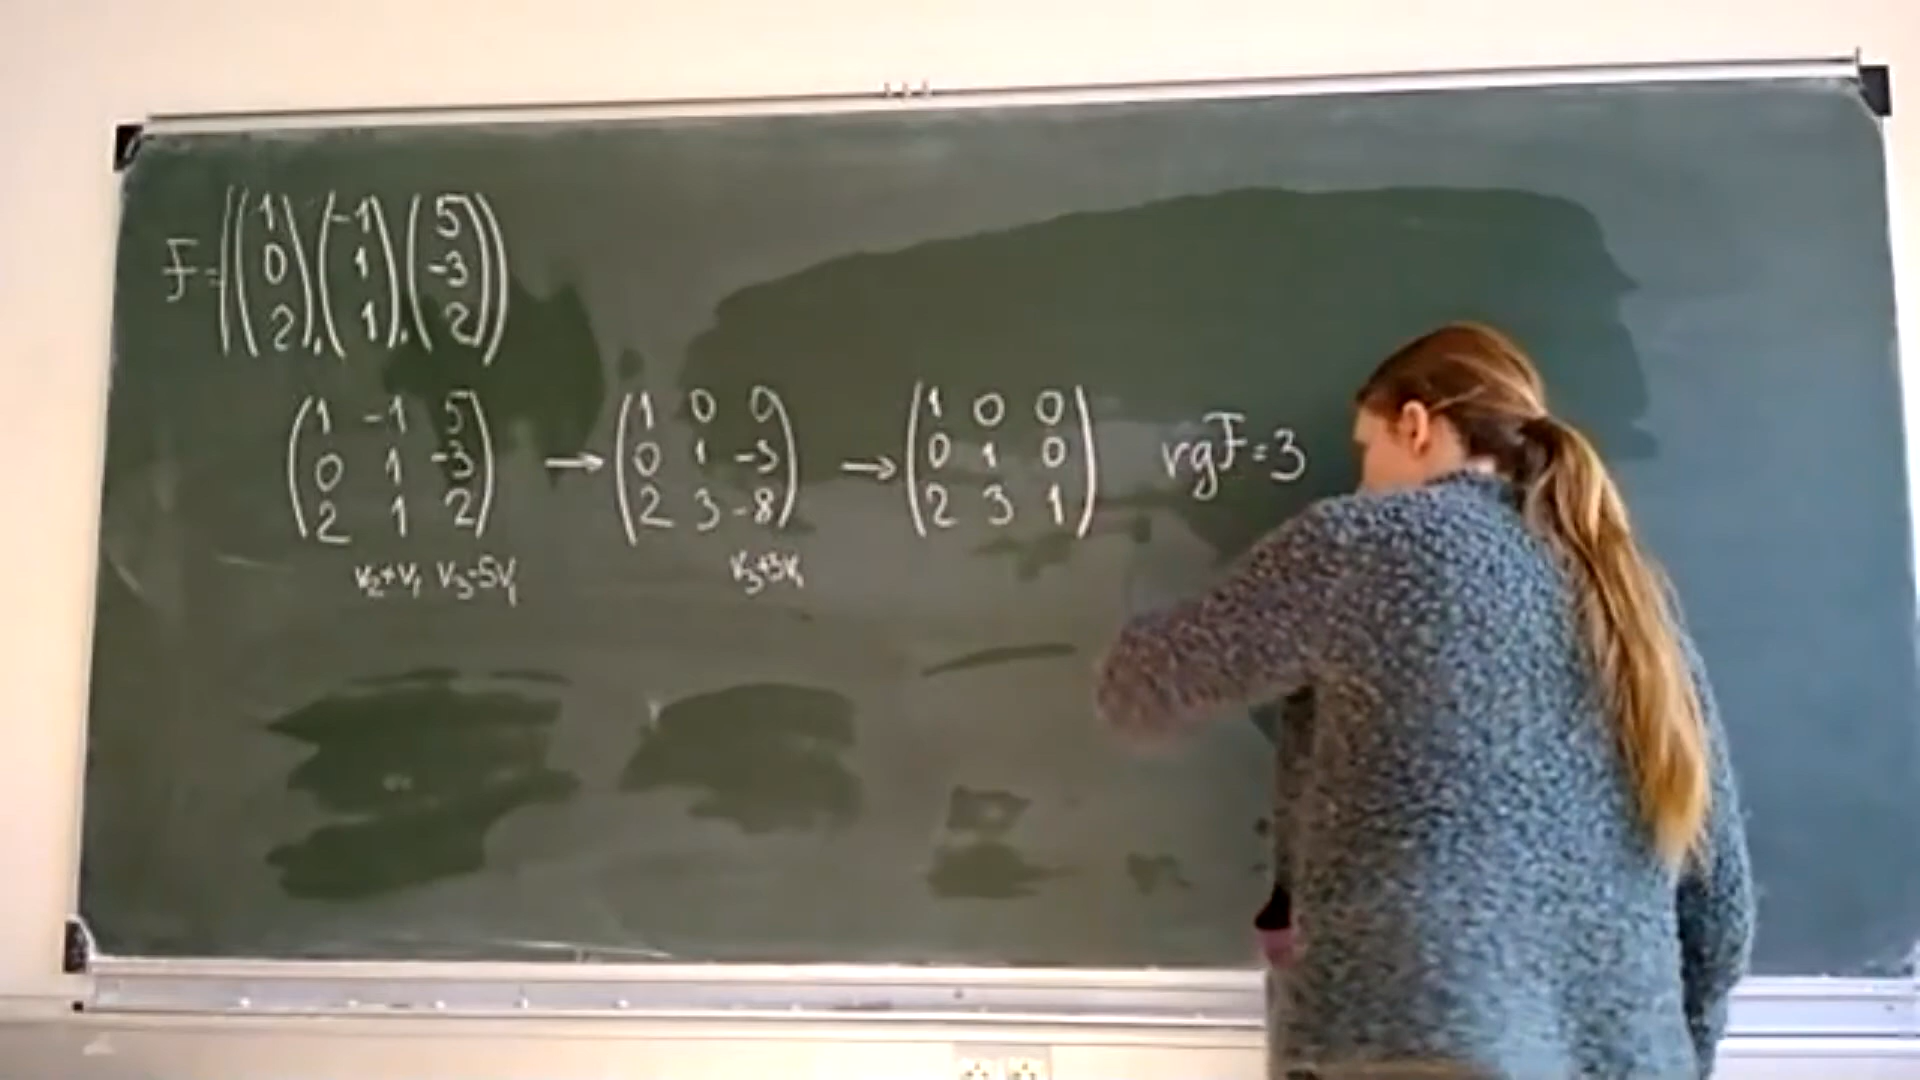 F = ((1 0 2), (-1 1 1), (5 -3 2))
(1 -1 5) → (1 0 0) → (1 0 0)
(0 1 -3) (0 1 -3) (0 1 0) rgF=3
(2 1 2) (2 3 -8) (2 3 1)
v₂+v₁ v₃-5v₁ v₃+3v₁